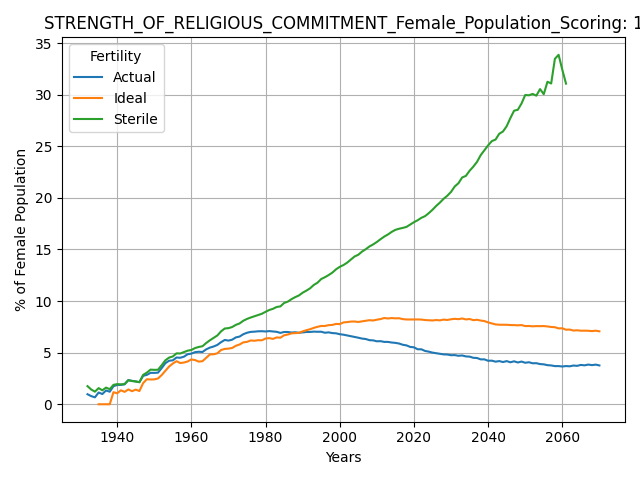 STRENGTH_OF_RELIGIOUS_COMMITMENT_Female_Population_Scoring: 1
Fertility
Actual
Ideal
Sterile
% of Female Population
35
30
25
20
15
10
5
0
1940 1960 1980 2000 2020 2040 2060
Years